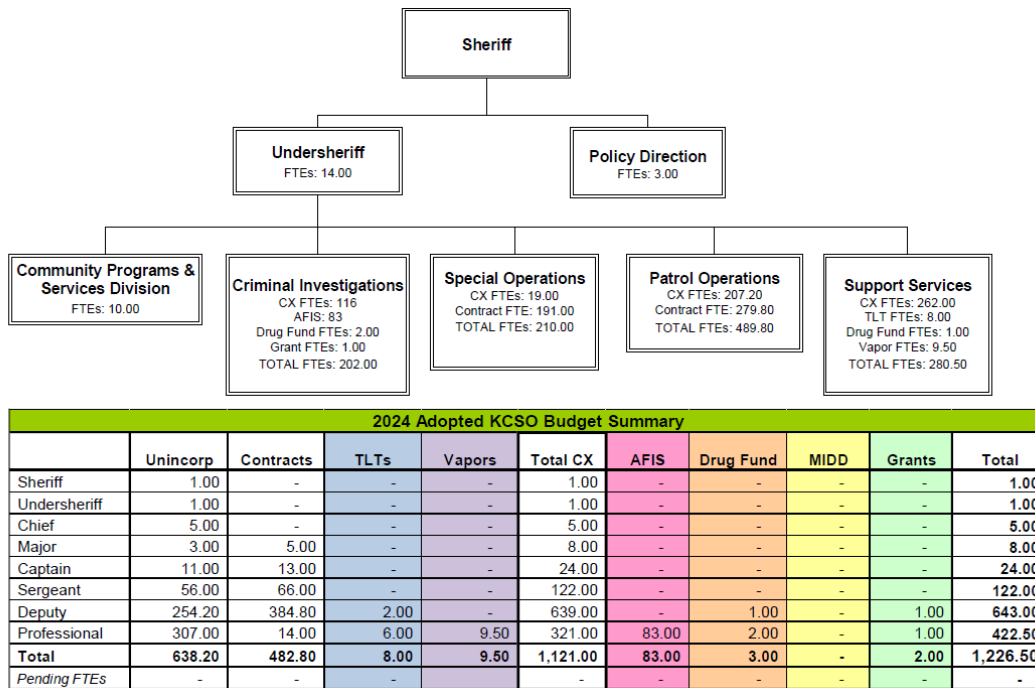 Sheriff
Undersheriff
FTEs: 14.00
Policy Direction
FTEs: 3.00
Community Programs &
Services Division
FTEs: 10.00
Criminal Investigations
CX FTEs: 116
AFIS: 83
Drug Fund FTEs: 2.00
Grant FTEs: 1.00
TOTAL FTEs: 202.00
Special Operations
CX FTEs: 19.00
Contract FTE: 191.00
TOTAL FTEs: 210.00
Patrol Operations
CX FTEs: 207.20
Contract FTE: 279.80
TOTAL FTEs: 489.80
Support Services
CX FTEs: 262.00
TLT FTEs: 8.00
Drug Fund FTEs: 1.00
Vapor FTEs: 9.50
TOTAL FTEs: 280.50
2024 Adopted KCSO Budget Summary
Unincorp Contracts TLTs Vapors Total CX AFIS Drug Fund MIDD Grants Total
Sheriff 1.00 - - - 1.00 - - - - 1.00
Undersheriff 1.00 - - - 1.00 - - - - 1.00
Chief 5.00 - - - 5.00 - - - - 5.00
Major 3.00 5.00 - - 8.00 - - - - 8.00
Captain 11.00 13.00 - - 24.00 - - - - 24.00
Sergeant 56.00 66.00 - - 122.00 - - - - 122.00
Deputy 254.20 384.80 2.00 - 639.00 - 1.00 - 1.00 643.00
Professional 307.00 14.00 6.00 9.50 321.00 83.00 2.00 - 1.00 422.50
Total 638.20 482.80 8.00 9.50 1,121.00 83.00 3.00 - 2.00 1,226.50
Pending FTEs - - - - - - - - - -